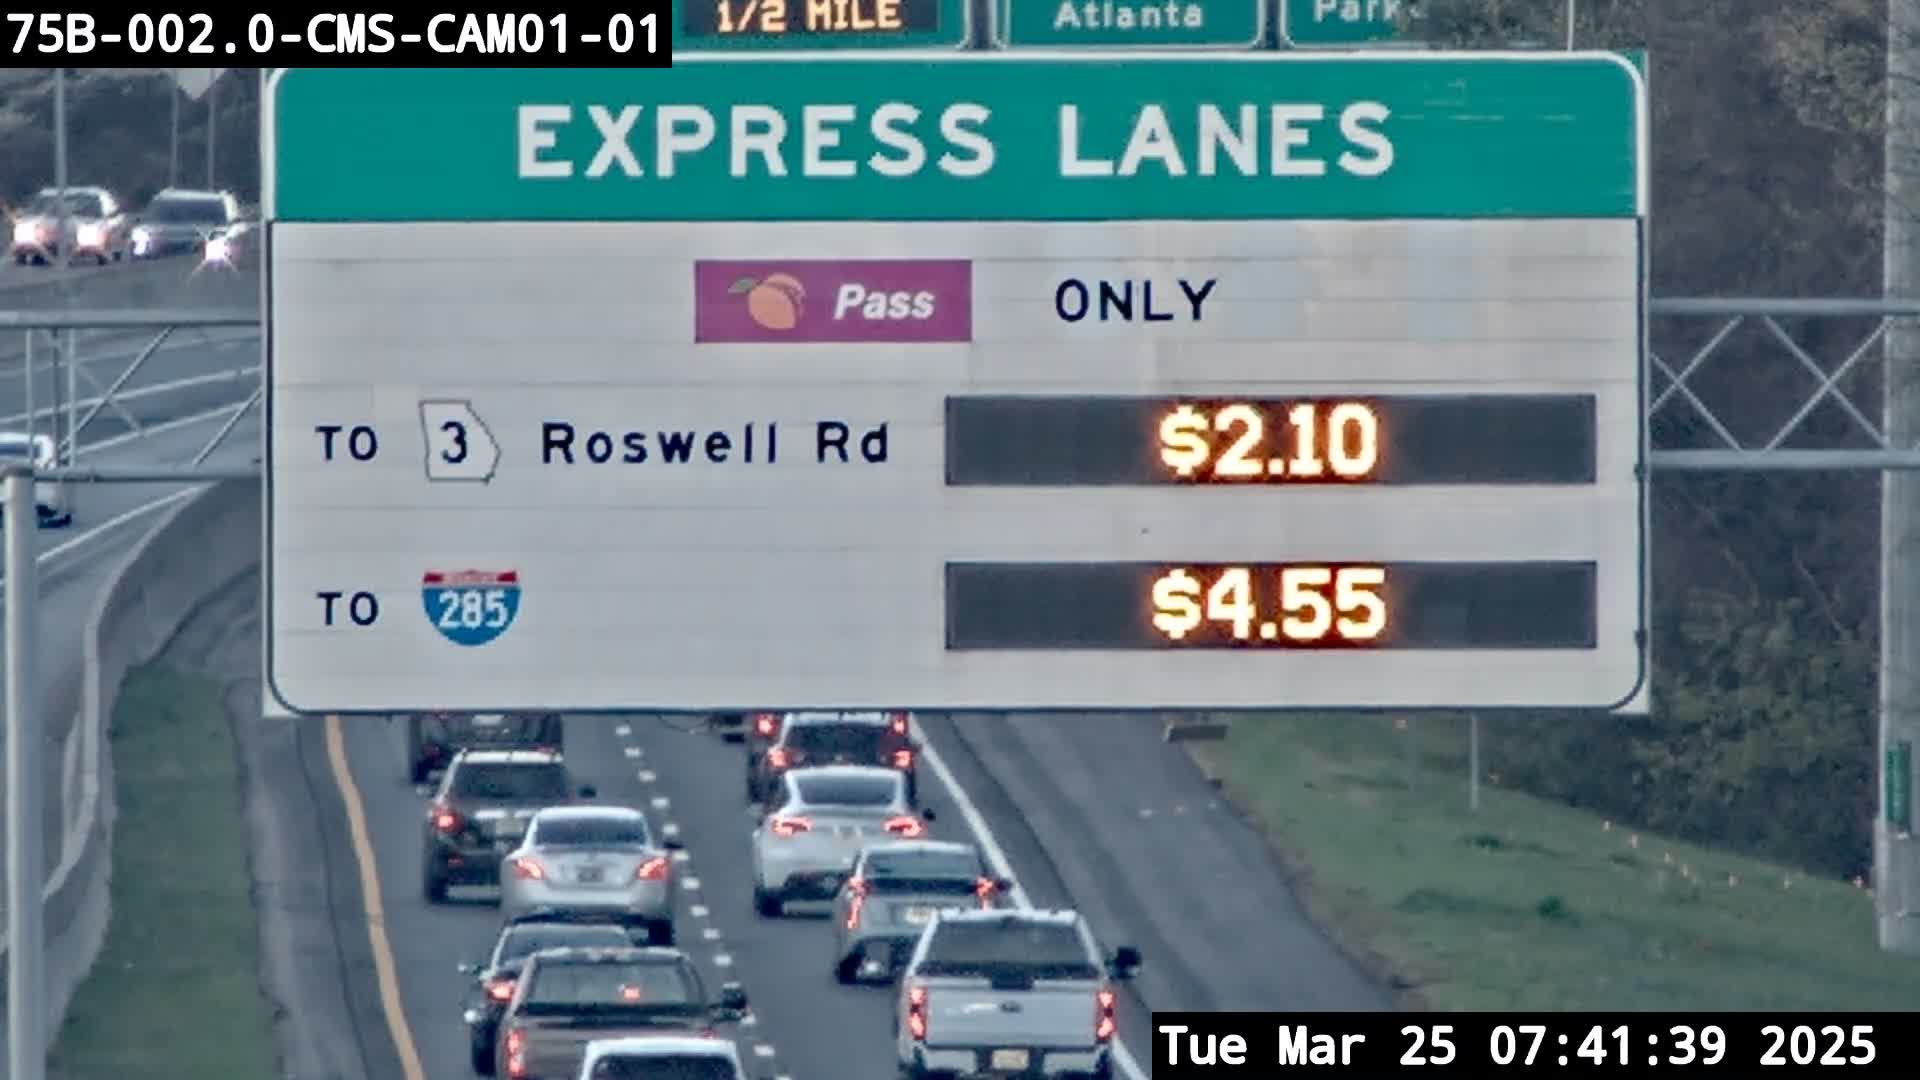 75B-002.0-CMS-CAM01-01
1/2 MILE
Atlanta
Park
EXPRESS LANES
Pass ONLY
TO 3 Roswell Rd $2.10
TO 285 $4.55
Tue Mar 25 07:41:39 2025